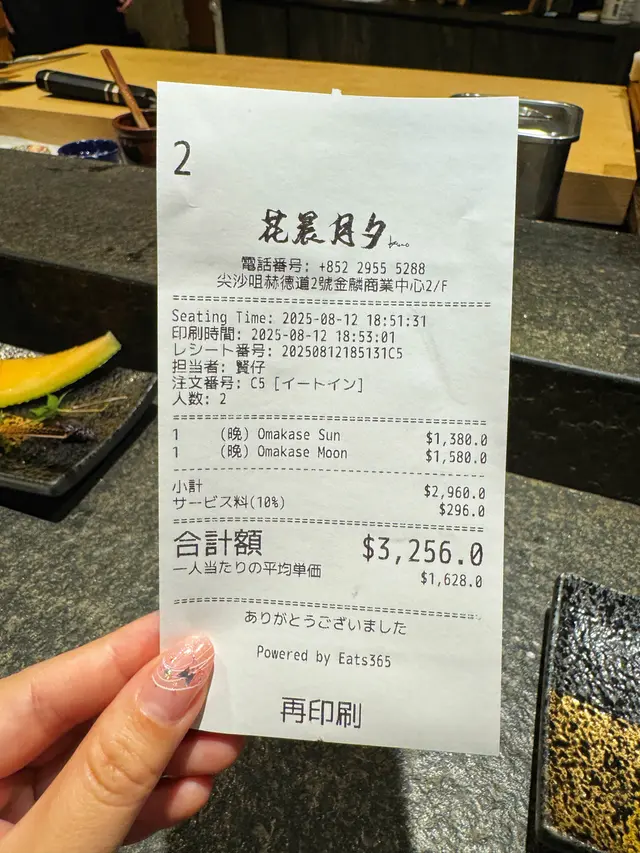 2
花晨月夕
電話番号: +852 2955 5288
尖沙咀赫德道2號金麟商業中心2/F
Seating Time: 2025-08-12 18:51:31
印刷時間: 2025-08-12 18:53:01
レシート番号: 20250812185131C5
担当者: 賢仔
注文番号: C5 [イートイン]
人数: 2
1 (晩) Omakase Sun $1,380.0
1 (晩) Omakase Moon $1,580.0
小計 $2,960.0
サービス料(10%) $296.0
合計額 $3,256.0
一人当たりの平均単価 $1,628.0
ありがとうございました
Powered by Eats365
再印刷